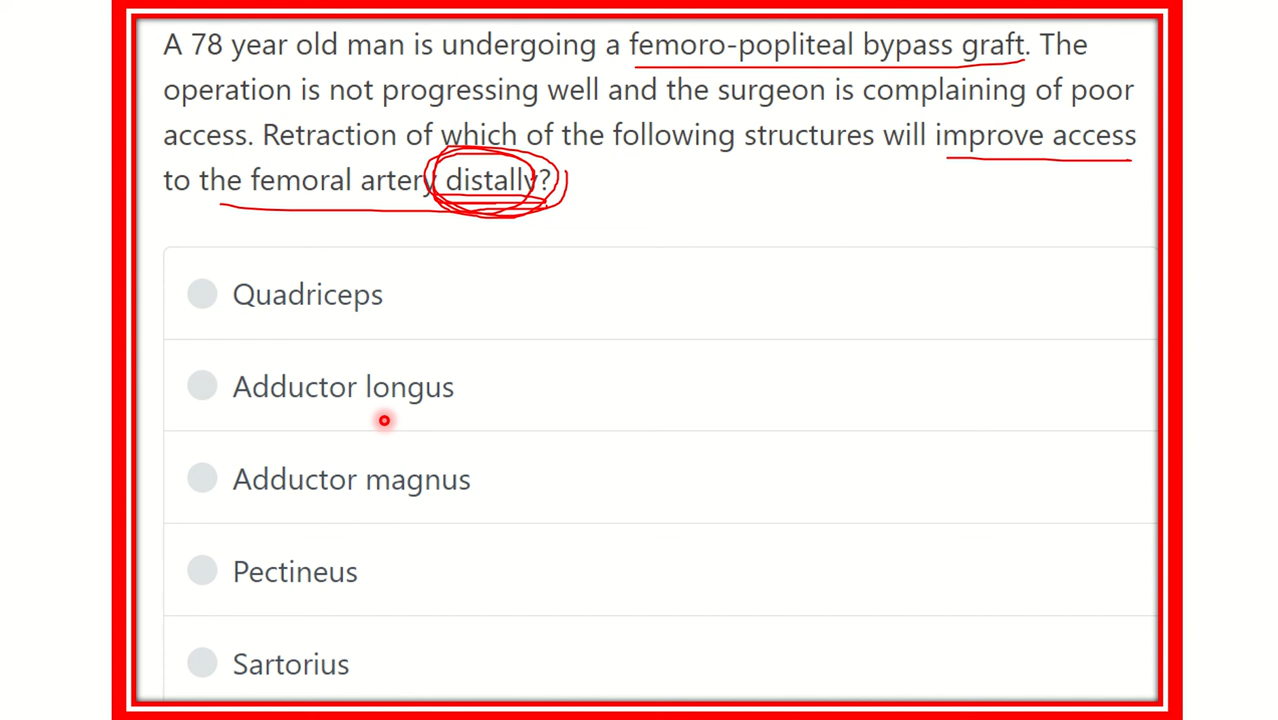 A 78 year old man is undergoing a femoro-popliteal bypass graft. The
operation is not progressing well and the surgeon is complaining of poor
access. Retraction of which of the following structures will improve access
to the femoral artery distally?
Quadriceps
Adductor longus
Adductor magnus
Pectineus
Sartorius